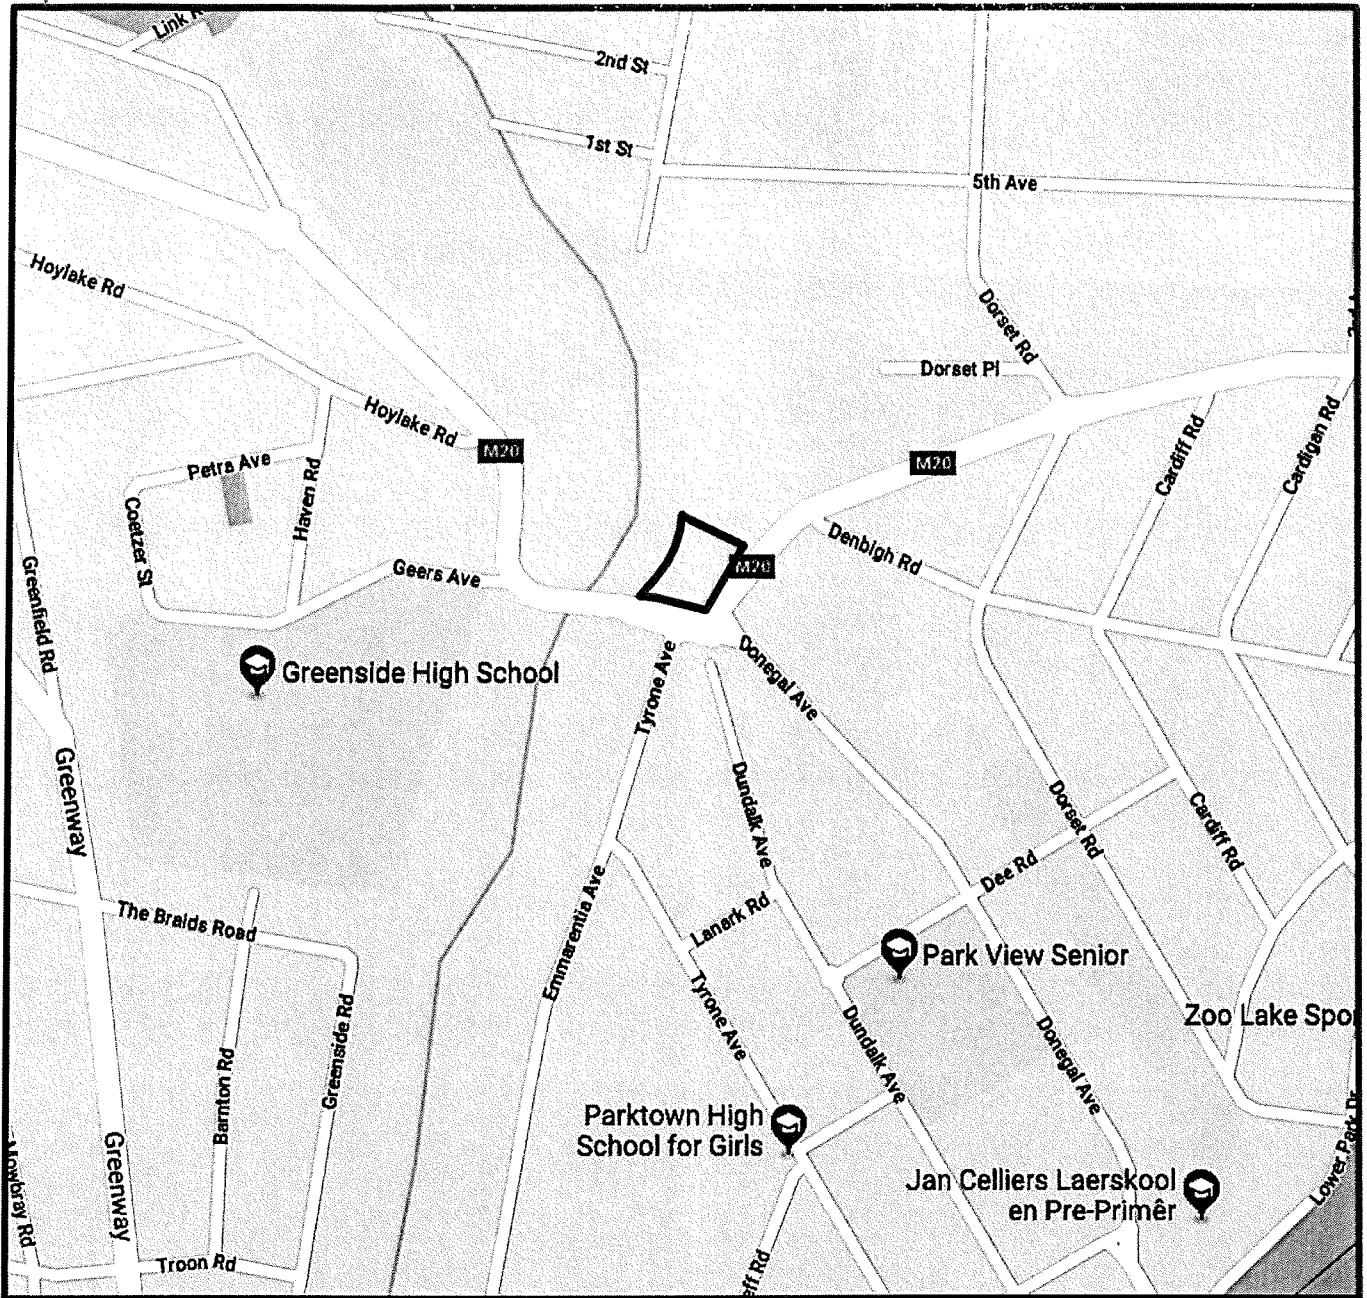 Link
2nd St
1st St
5th Ave
Hoylake Rd
Dorset Rd
Dorset Pl
Hoylake Rd
M20
M20
Cardiff Rd
Cardigan Rd
Petra Ave
Haven Rd
Coetzer St
Denbigh Rd
M20
Geers Ave
Greenfield Rd
Greenside High School
Tyrone Ave
Donegal Ave
Greenway
Dundalk Ave
Dorset Rd
Cardiff Rd
Dee Rd
The Braids Road
Lanark Rd
Emmarentia Ave
Park View Senior
Tyrone Ave
Zoo Lake Spo
Greenside Rd
Barnton Rd
Dundalk Ave
Donegal Ave
Parktown High
School for Girls
Greenway
Mowbray Rd
Jan Celliers Laerskool
en Pre-Primêr
Lower Park Dr
Troon Rd
eff Rd